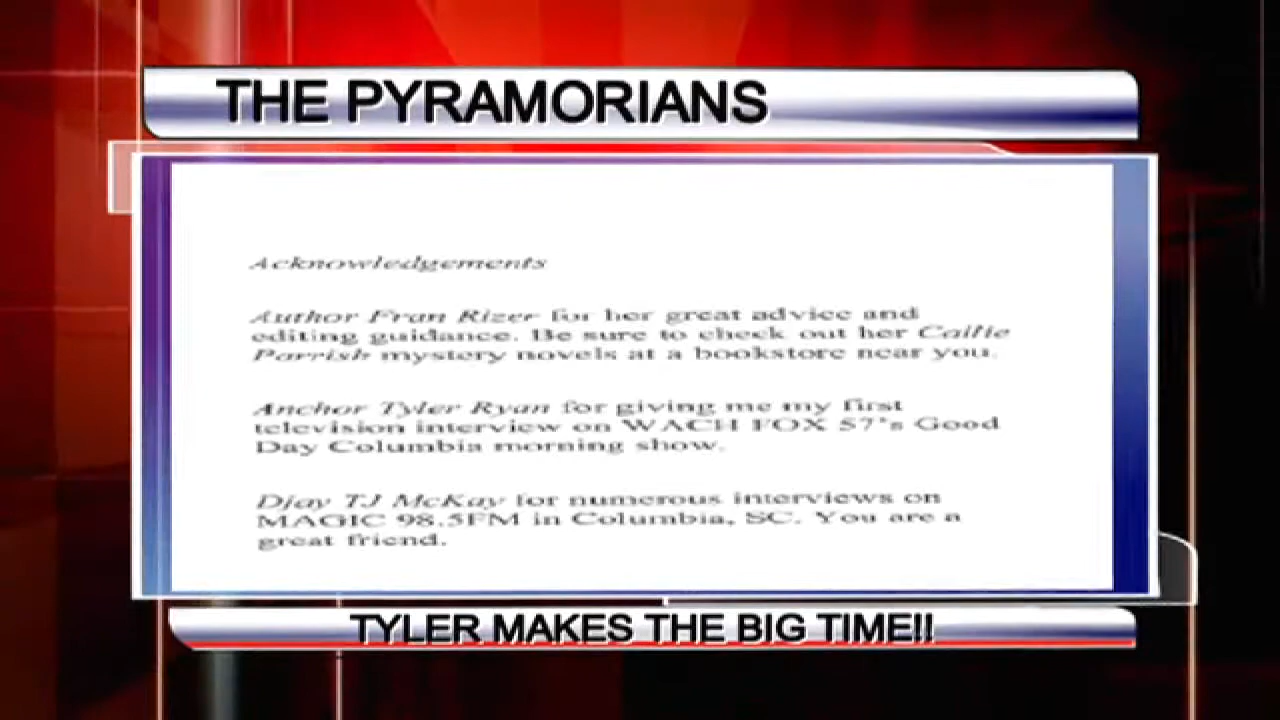 THE PYRAMORIANS
Acknowledgements
Author Fran Rizer for her great advice and
editing guidance. Be sure to check out her Callie
Parrish mystery novels at a bookstore near you.
Anchor Tyler Ryan for giving me my first
television interview on WACH FOX 57's Good
Day Columbia morning show.
Djay TJ McKay for numerous interviews on
MAGIC 98.5FM in Columbia, SC. You are a
great friend.
TYLER MAKES THE BIG TIME!!